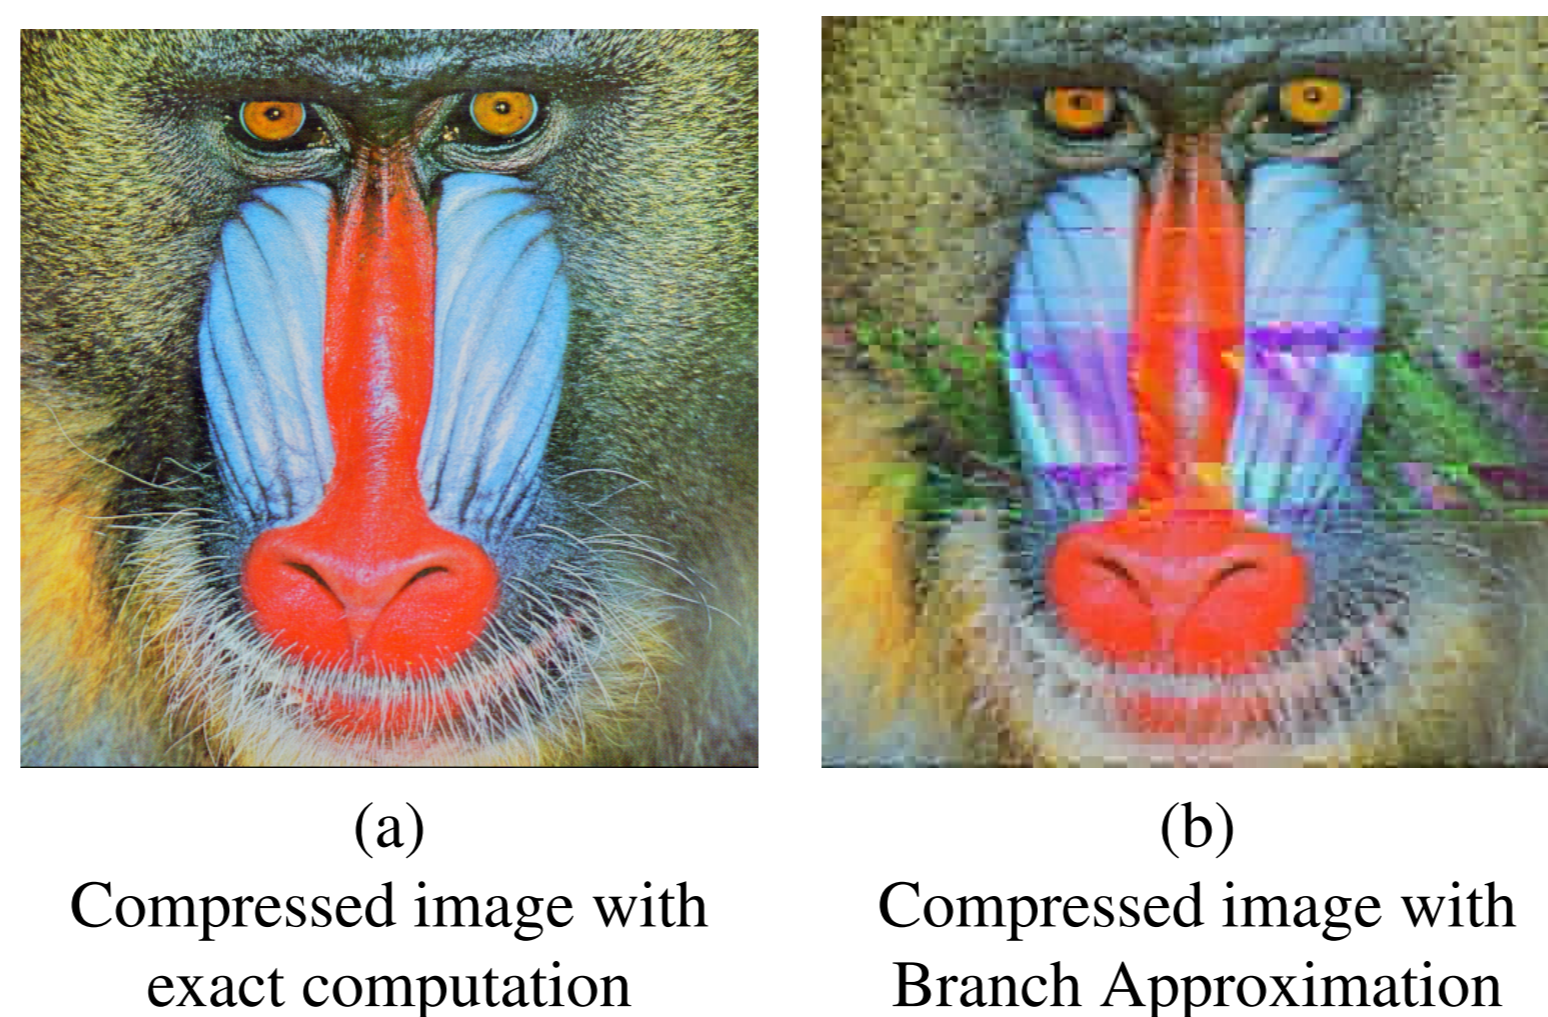 (a)
Compressed image with
exact computation
(b)
Compressed image with
Branch Approximation